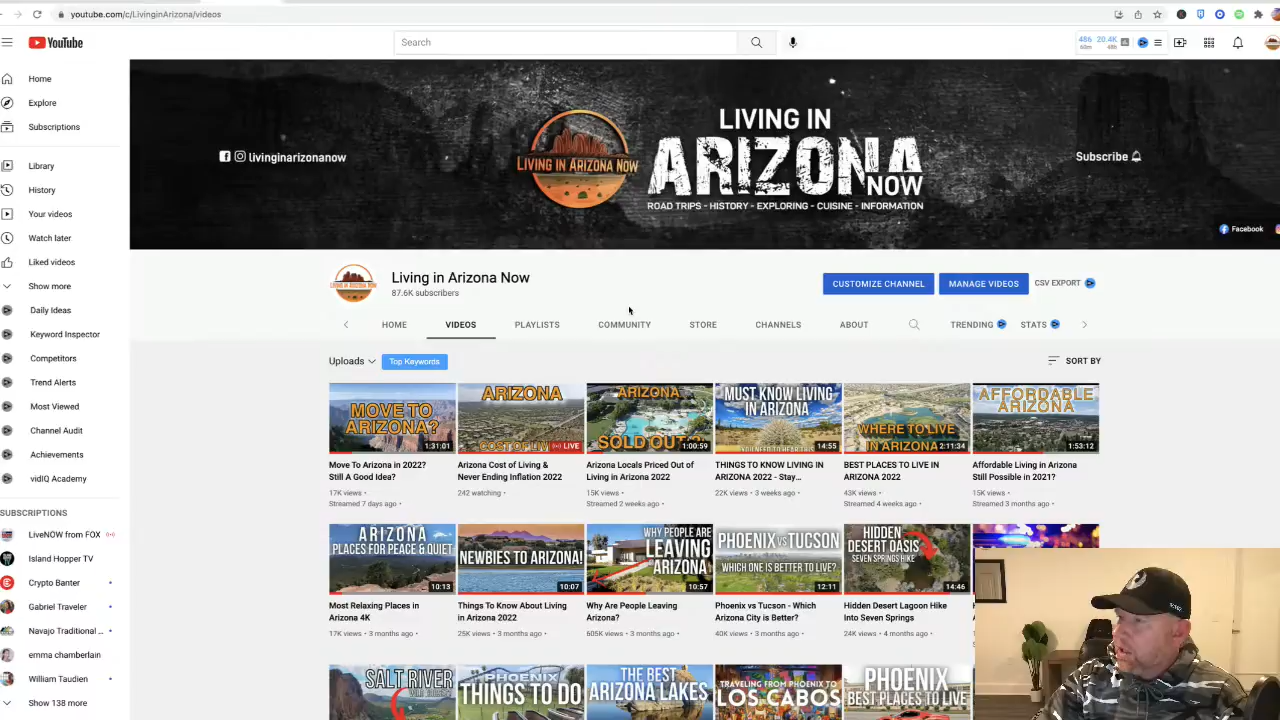 youtube.com/c/LivinginArizona/videos
YouTube
Search
486 20.4K
60m 48h
Home
Explore
Subscriptions
Library
History
Your videos
Watch later
Liked videos
Show more
Daily Ideas
Keyword Inspector
Competitors
Trend Alerts
Most Viewed
Channel Audit
Achievements
vidIQ Academy
SUBSCRIPTIONS
LiveNOW from FOX
Island Hopper TV
Crypto Banter
Gabriel Traveler
Navajo Traditional ...
emma chamberlain
William Taudien
Show 138 more
livinginarizonanow
LIVING IN ARIZONA NOW
LIVING IN
ARIZONA
NOW
ROAD TRIPS - HISTORY - EXPLORING - CUISINE - INFORMATION
Subscribe
Facebook
Living in Arizona Now
87.6K subscribers
CUSTOMIZE CHANNEL
MANAGE VIDEOS
CSV EXPORT
HOME
VIDEOS
PLAYLISTS
COMMUNITY
STORE
CHANNELS
ABOUT
TRENDING
STATS
Uploads
Top Keywords
SORT BY
MOVE TO
ARIZONA?
1:31:01
Move To Arizona in 2022?
Still A Good Idea?
17K views •
Streamed 7 days ago •
ARIZONA
COST OF LIV
LIVE
Arizona Cost of Living &
Never Ending Inflation 2022
242 watching •
ARIZONA
SOLD OUT?
1:00:59
Arizona Locals Priced Out of
Living in Arizona 2022
15K views •
Streamed 2 weeks ago •
MUST KNOW LIVING
IN ARIZONA
YOU NEED TO HEAR THIS
14:55
THINGS TO KNOW LIVING IN
ARIZONA 2022 - Stay...
22K views • 3 weeks ago •
WHERE TO LIVE
IN ARIZONA
2:11:34
BEST PLACES TO LIVE IN
ARIZONA 2022
43K views •
Streamed 4 weeks ago •
AFFORDABLE
ARIZONA
1:53:12
Affordable Living in Arizona
Still Possible in 2021?
15K views •
Streamed 3 months ago •
ARIZONA
PLACES FOR PEACE & QUIET
10:13
Most Relaxing Places in
Arizona 4K
17K views • 3 months ago •
NEWBIES TO ARIZONA!
10:07
Things To Know About Living
in Arizona 2022
25K views • 3 months ago •
WHY PEOPLE ARE
LEAVING
ARIZONA
10:57
Why Are People Leaving
Arizona?
605K views • 3 months ago •
PHOENIX VS TUCSON
WHICH ONE IS BETTER TO LIVE?
12:11
Phoenix vs Tucson - Which
Arizona City is Better?
40K views • 3 months ago •
HIDDEN
DESERT OASIS
SEVEN SPRINGS HIKE
14:46
Hidden Desert Lagoon Hike
Into Seven Springs
24K views • 4 months ago •
SALT RIVER
PHOENIX
THINGS TO DO
THE BEST
ARIZONA LAKES
TRAVELING FROM PHOENIX TO
LOS CABOS
PHOENIX
BEST PLACES TO LIVE